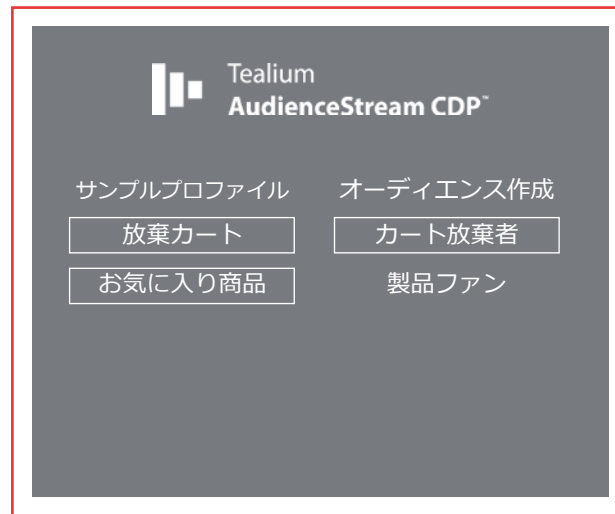 Tealium
AudienceStream CDP™
サンプルプロファイル
オーディエンス作成
放棄カート
カート放棄者
お気に入り商品
製品ファン